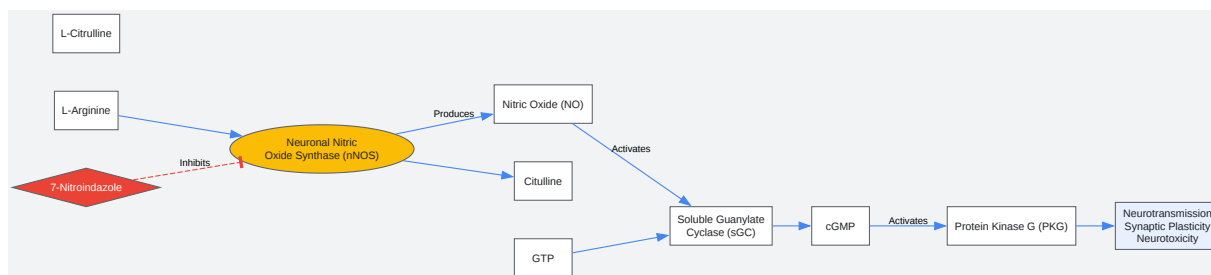 L-Citrulline
L-Arginine
Inhibits
7-Nitroindazole
Neuronal Nitric
Oxide Synthase (nNOS)
Produces
Nitric Oxide (NO)
Citulline
Activates
GTP
Soluble Guanylate
Cyclase (sGC)
cGMP
Activates
Protein Kinase G (PKG)
Neurotransmission
Synaptic Plasticity
Neurotoxicity